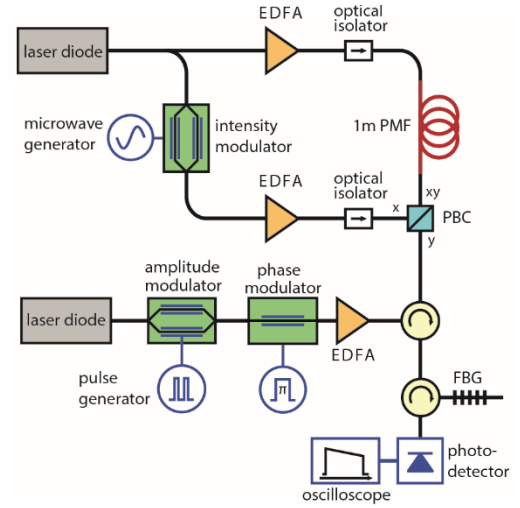 EDFA
optical
isolator
laser diode
microwave
generator
intensity
modulator
1m PMF
EDFA
optical
isolator
x
xy
PBC
y
amplitude
modulator
phase
modulator
laser diode
EDFA
pulse
generator
π
FBG
photo-
detector
oscilloscope